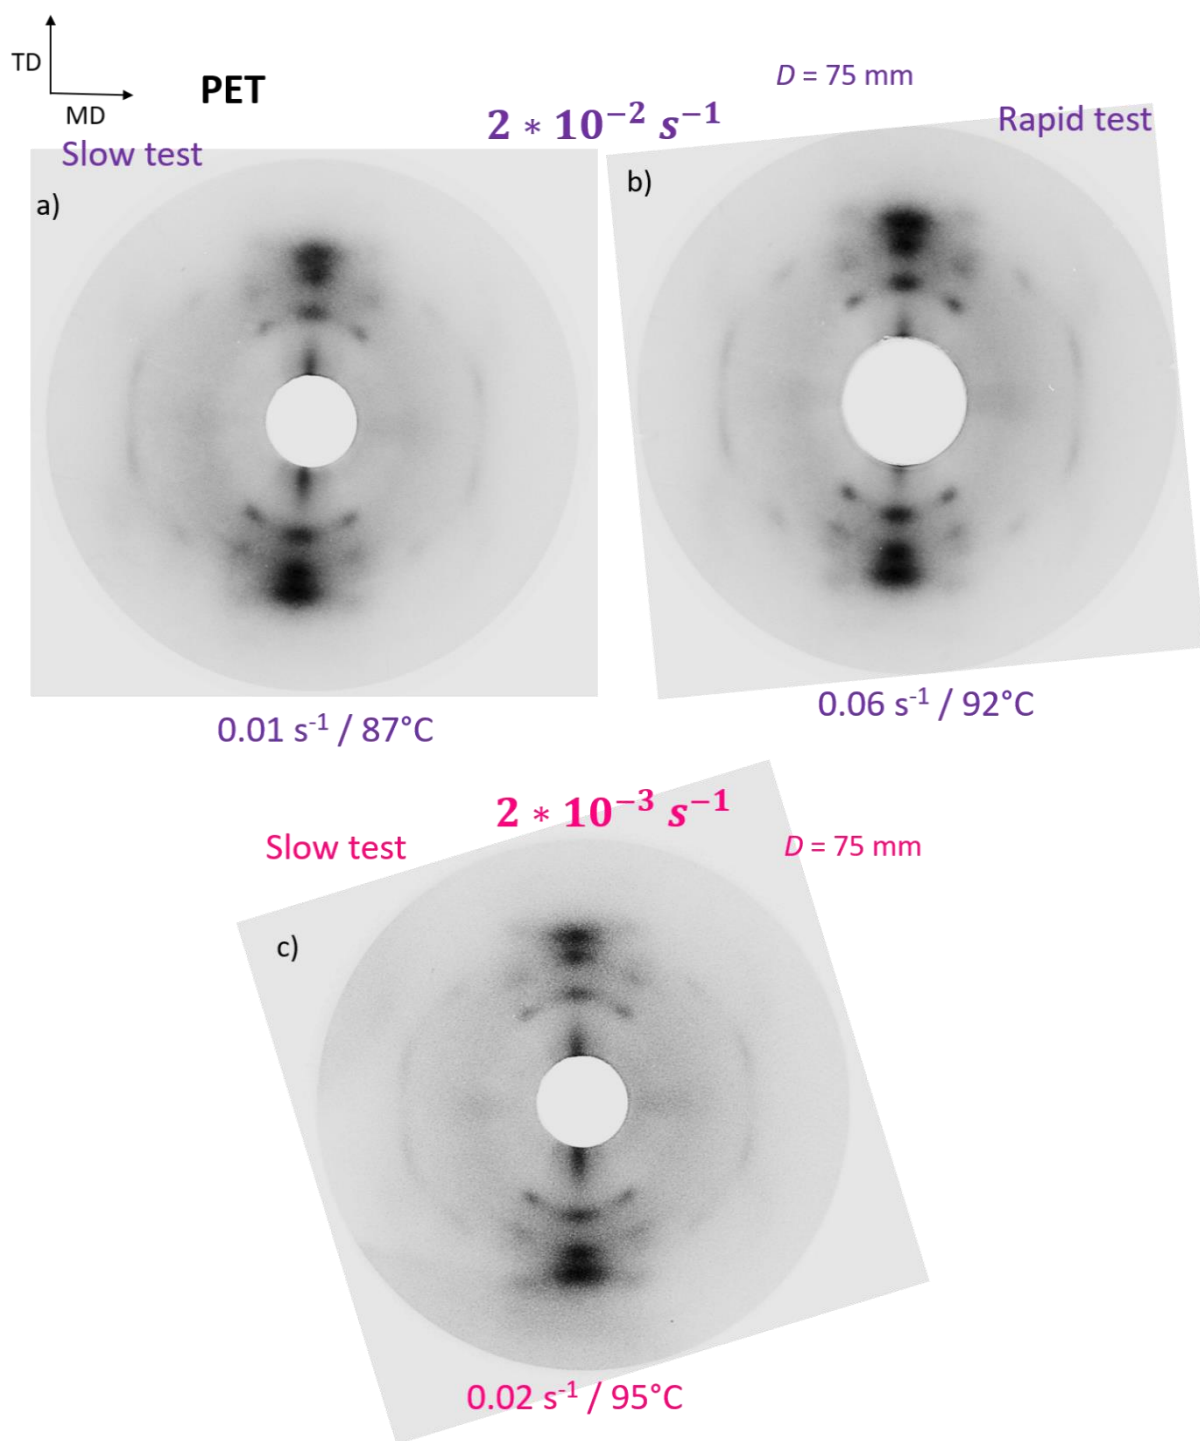 TD
MD
PET
D = 75 mm
2 * 10⁻² s⁻¹
Slow test
Rapid test
a)
b)
0.01 s⁻¹ / 87°C
0.06 s⁻¹ / 92°C
2 * 10⁻³ s⁻¹
Slow test
D = 75 mm
c)
0.02 s⁻¹ / 95°C